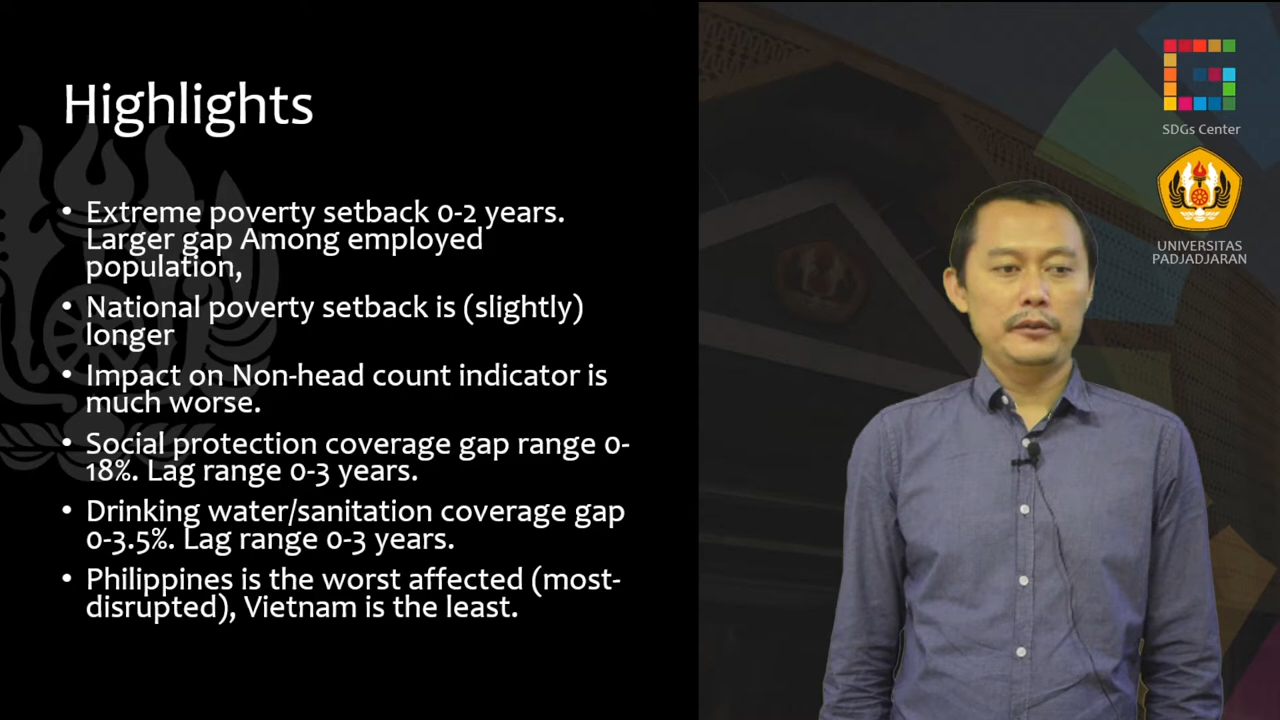 Highlights
• Extreme poverty setback 0-2 years.
Larger gap Among employed
population,
• National poverty setback is (slightly)
longer
• Impact on Non-head count indicator is
much worse.
• Social protection coverage gap range 0-
18%. Lag range 0-3 years.
• Drinking water/sanitation coverage gap
0-3.5%. Lag range 0-3 years.
• Philippines is the worst affected (most-
disrupted), Vietnam is the least.
SDGs Center
UNIVERSITAS
PADJADJARAN